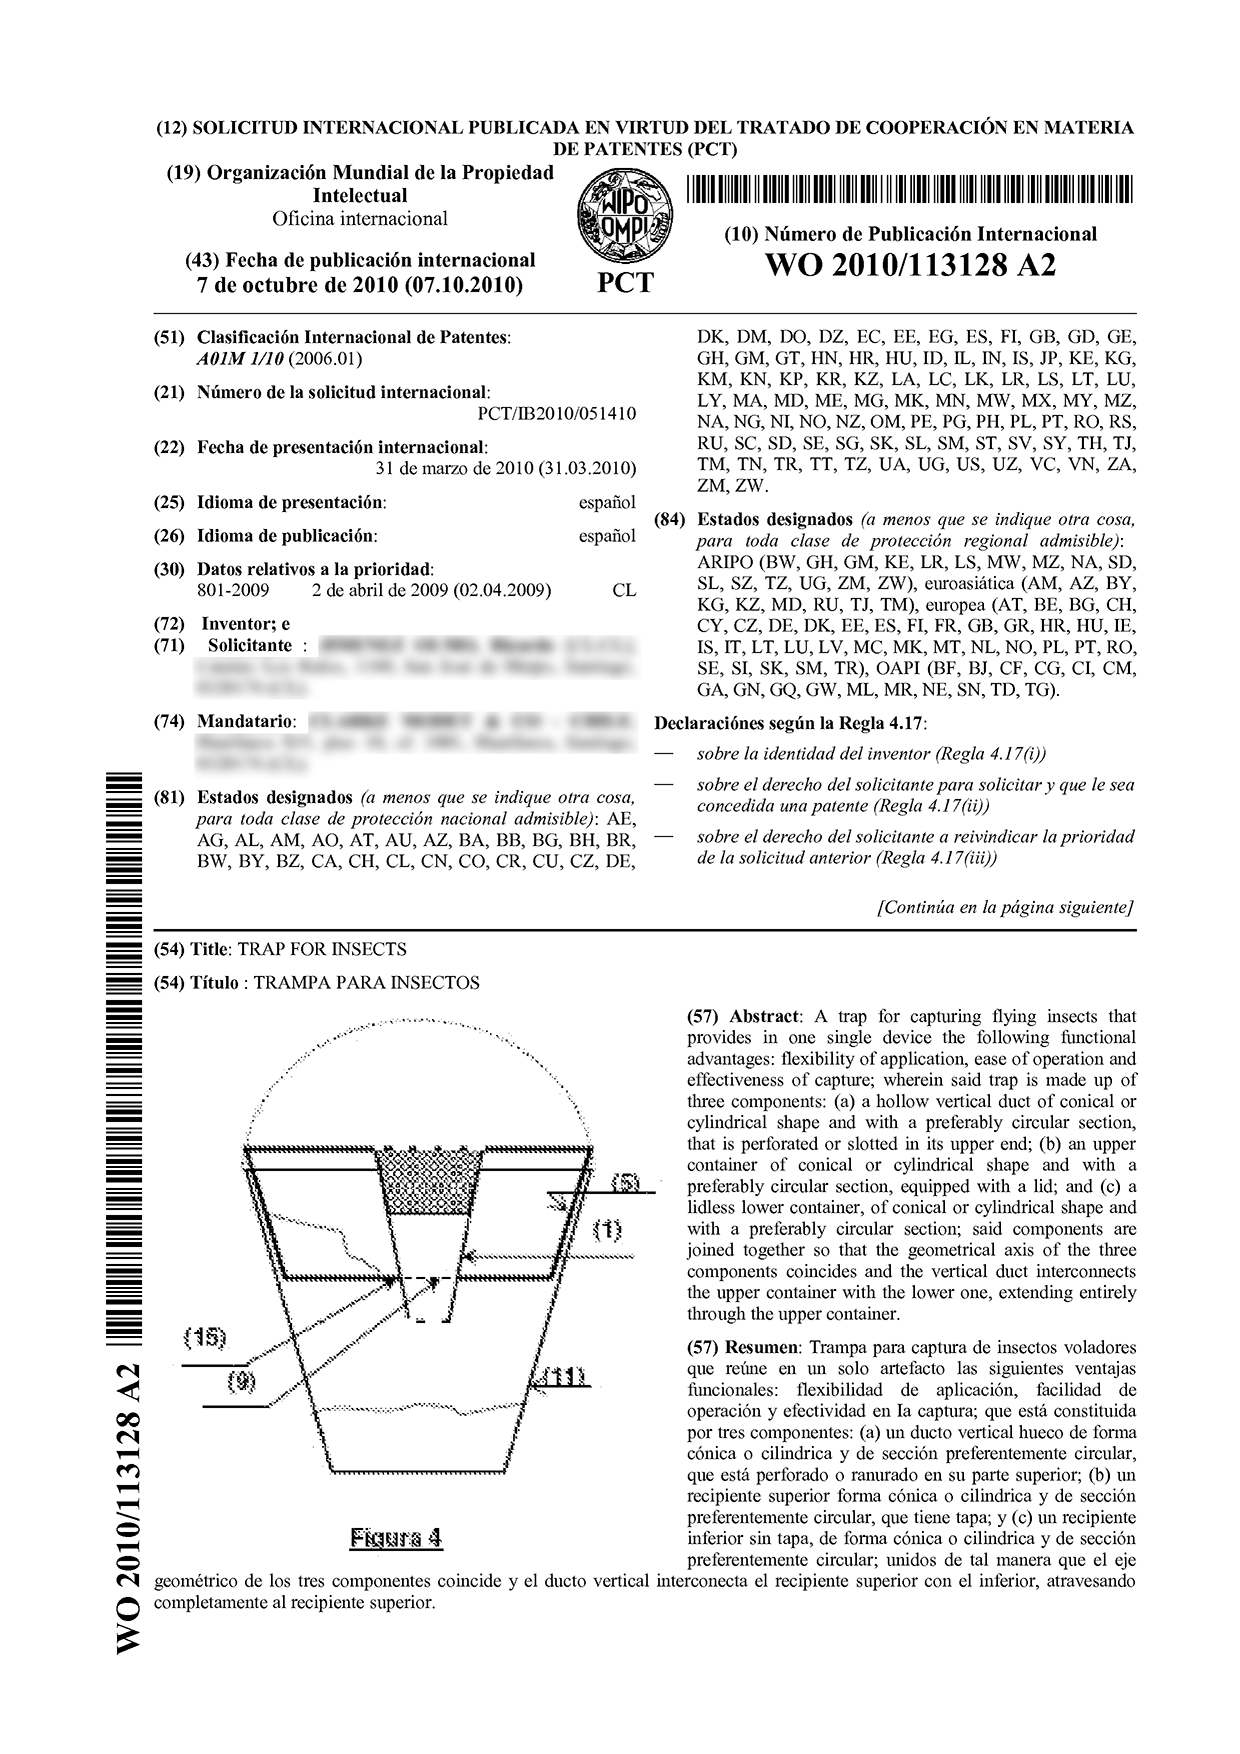 (12) SOLICITUD INTERNACIONAL PUBLICADA EN VIRTUD DEL TRATADO DE COOPERACIÓN EN MATERIA
DE PATENTES (PCT)
(19) Organización Mundial de la Propiedad
Intelectual
Oficina internacional
(43) Fecha de publicación internacional
7 de octubre de 2010 (07.10.2010)
WIPO
OMPI
PCT
(10) Número de Publicación Internacional
WO 2010/113128 A2
(51) Clasificación Internacional de Patentes:
A01M 1/10 (2006.01)
(21) Número de la solicitud internacional:
PCT/IB2010/051410
(22) Fecha de presentación internacional:
31 de marzo de 2010 (31.03.2010)
(25) Idioma de presentación: español
(26) Idioma de publicación: español
(30) Datos relativos a la prioridad:
801-2009 2 de abril de 2009 (02.04.2009) CL
(72) Inventor; e
(71) Solicitante :
(74) Mandatario:
(81) Estados designados (a menos que se indique otra cosa,
para toda clase de protección nacional admisible): AE,
AG, AL, AM, AO, AT, AU, AZ, BA, BB, BG, BH, BR,
BW, BY, BZ, CA, CH, CL, CN, CO, CR, CU, CZ, DE,
DK, DM, DO, DZ, EC, EE, EG, ES, FI, GB, GD, GE,
GH, GM, GT, HN, HR, HU, ID, IL, IN, IS, JP, KE, KG,
KM, KN, KP, KR, KZ, LA, LC, LK, LR, LS, LT, LU,
LY, MA, MD, ME, MG, MK, MN, MW, MX, MY, MZ,
NA, NG, NI, NO, NZ, OM, PE, PG, PH, PL, PT, RO, RS,
RU, SC, SD, SE, SG, SK, SL, SM, ST, SV, SY, TH, TJ,
TM, TN, TR, TT, TZ, UA, UG, US, UZ, VC, VN, ZA,
ZM, ZW.
(84) Estados designados (a menos que se indique otra cosa,
para toda clase de protección regional admisible):
ARIPO (BW, GH, GM, KE, LR, LS, MW, MZ, NA, SD,
SL, SZ, TZ, UG, ZM, ZW), euroasiática (AM, AZ, BY,
KG, KZ, MD, RU, TJ, TM), europea (AT, BE, BG, CH,
CY, CZ, DE, DK, EE, ES, FI, FR, GB, GR, HR, HU, IE,
IS, IT, LT, LU, LV, MC, MK, MT, NL, NO, PL, PT, RO,
SE, SI, SK, SM, TR), OAPI (BF, BJ, CF, CG, CI, CM,
GA, GN, GQ, GW, ML, MR, NE, SN, TD, TG).
Declaraciónes según la Regla 4.17:
— sobre la identidad del inventor (Regla 4.17(i))
— sobre el derecho del solicitante para solicitar y que le sea
concedida una patente (Regla 4.17(ii))
— sobre el derecho del solicitante a reivindicar la prioridad
de la solicitud anterior (Regla 4.17(iii))
[Continúa en la página siguiente]
(54) Title: TRAP FOR INSECTS
(54) Título : TRAMPA PARA INSECTOS
(5)
(1)
(15)
(9)
(11)
Figura 4
(57) Abstract: A trap for capturing flying insects that
provides in one single device the following functional
advantages: flexibility of application, ease of operation and
effectiveness of capture; wherein said trap is made up of
three components: (a) a hollow vertical duct of conical or
cylindrical shape and with a preferably circular section,
that is perforated or slotted in its upper end; (b) an upper
container of conical or cylindrical shape and with a
preferably circular section, equipped with a lid; and (c) a
lidless lower container, of conical or cylindrical shape and
with a preferably circular section; said components are
joined together so that the geometrical axis of the three
components coincides and the vertical duct interconnects
the upper container with the lower one, extending entirely
through the upper container.
(57) Resumen: Trampa para captura de insectos voladores
que reúne en un solo artefacto las siguientes ventajas
funcionales: flexibilidad de aplicación, facilidad de
operación y efectividad en Ia captura; que está constituida
por tres componentes: (a) un ducto vertical hueco de forma
cónica o cilindrica y de sección preferentemente circular,
que está perforado o ranurado en su parte superior; (b) un
recipiente superior forma cónica o cilindrica y de sección
preferentemente circular, que tiene tapa; y (c) un recipiente
inferior sin tapa, de forma cónica o cilindrica y de sección
preferentemente circular; unidos de tal manera que el eje
geométrico de los tres componentes coincide y el ducto vertical interconecta el recipiente superior con el inferior, atravesando
completamente al recipiente superior.
WO 2010/113128 A2